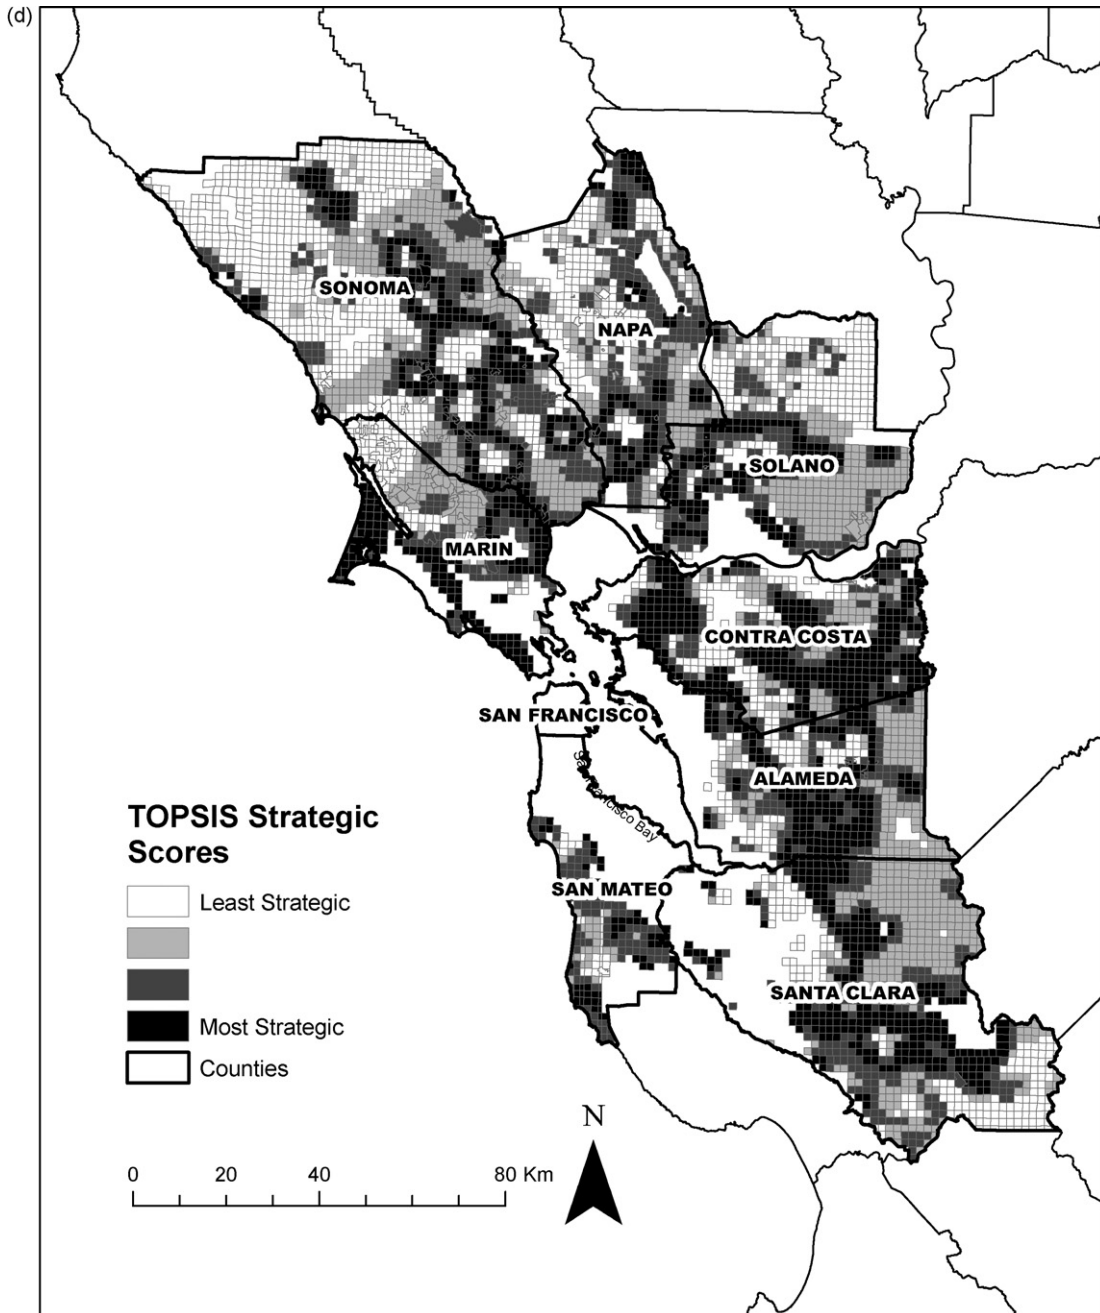 (d)
SONOMA
NAPA
SOLANO
MARIN
CONTRA COSTA
SAN FRANCISCO
ALAMEDA
San Francisco Bay
TOPSIS Strategic
Scores
Least Strategic
SAN MATEO
SANTA CLARA
Most Strategic
Counties
N
0 20 40 80 Km